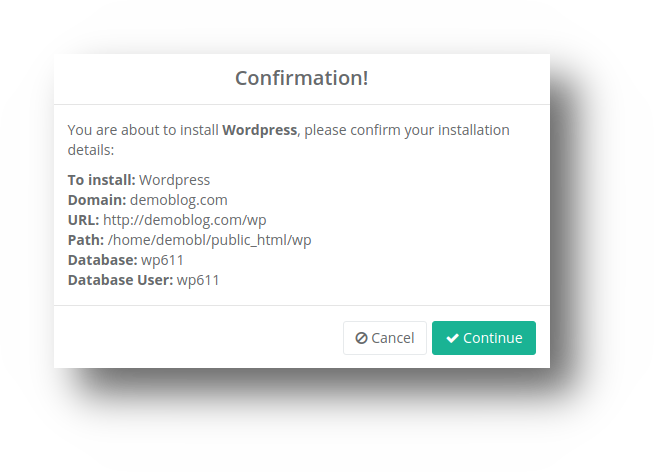 Confirmation!
You are about to install Wordpress, please confirm your installation
details:
To install: Wordpress
Domain: demoblog.com
URL: http://demoblog.com/wp
Path: /home/demobl/public_html/wp
Database: wp611
Database User: wp611
Cancel
Continue